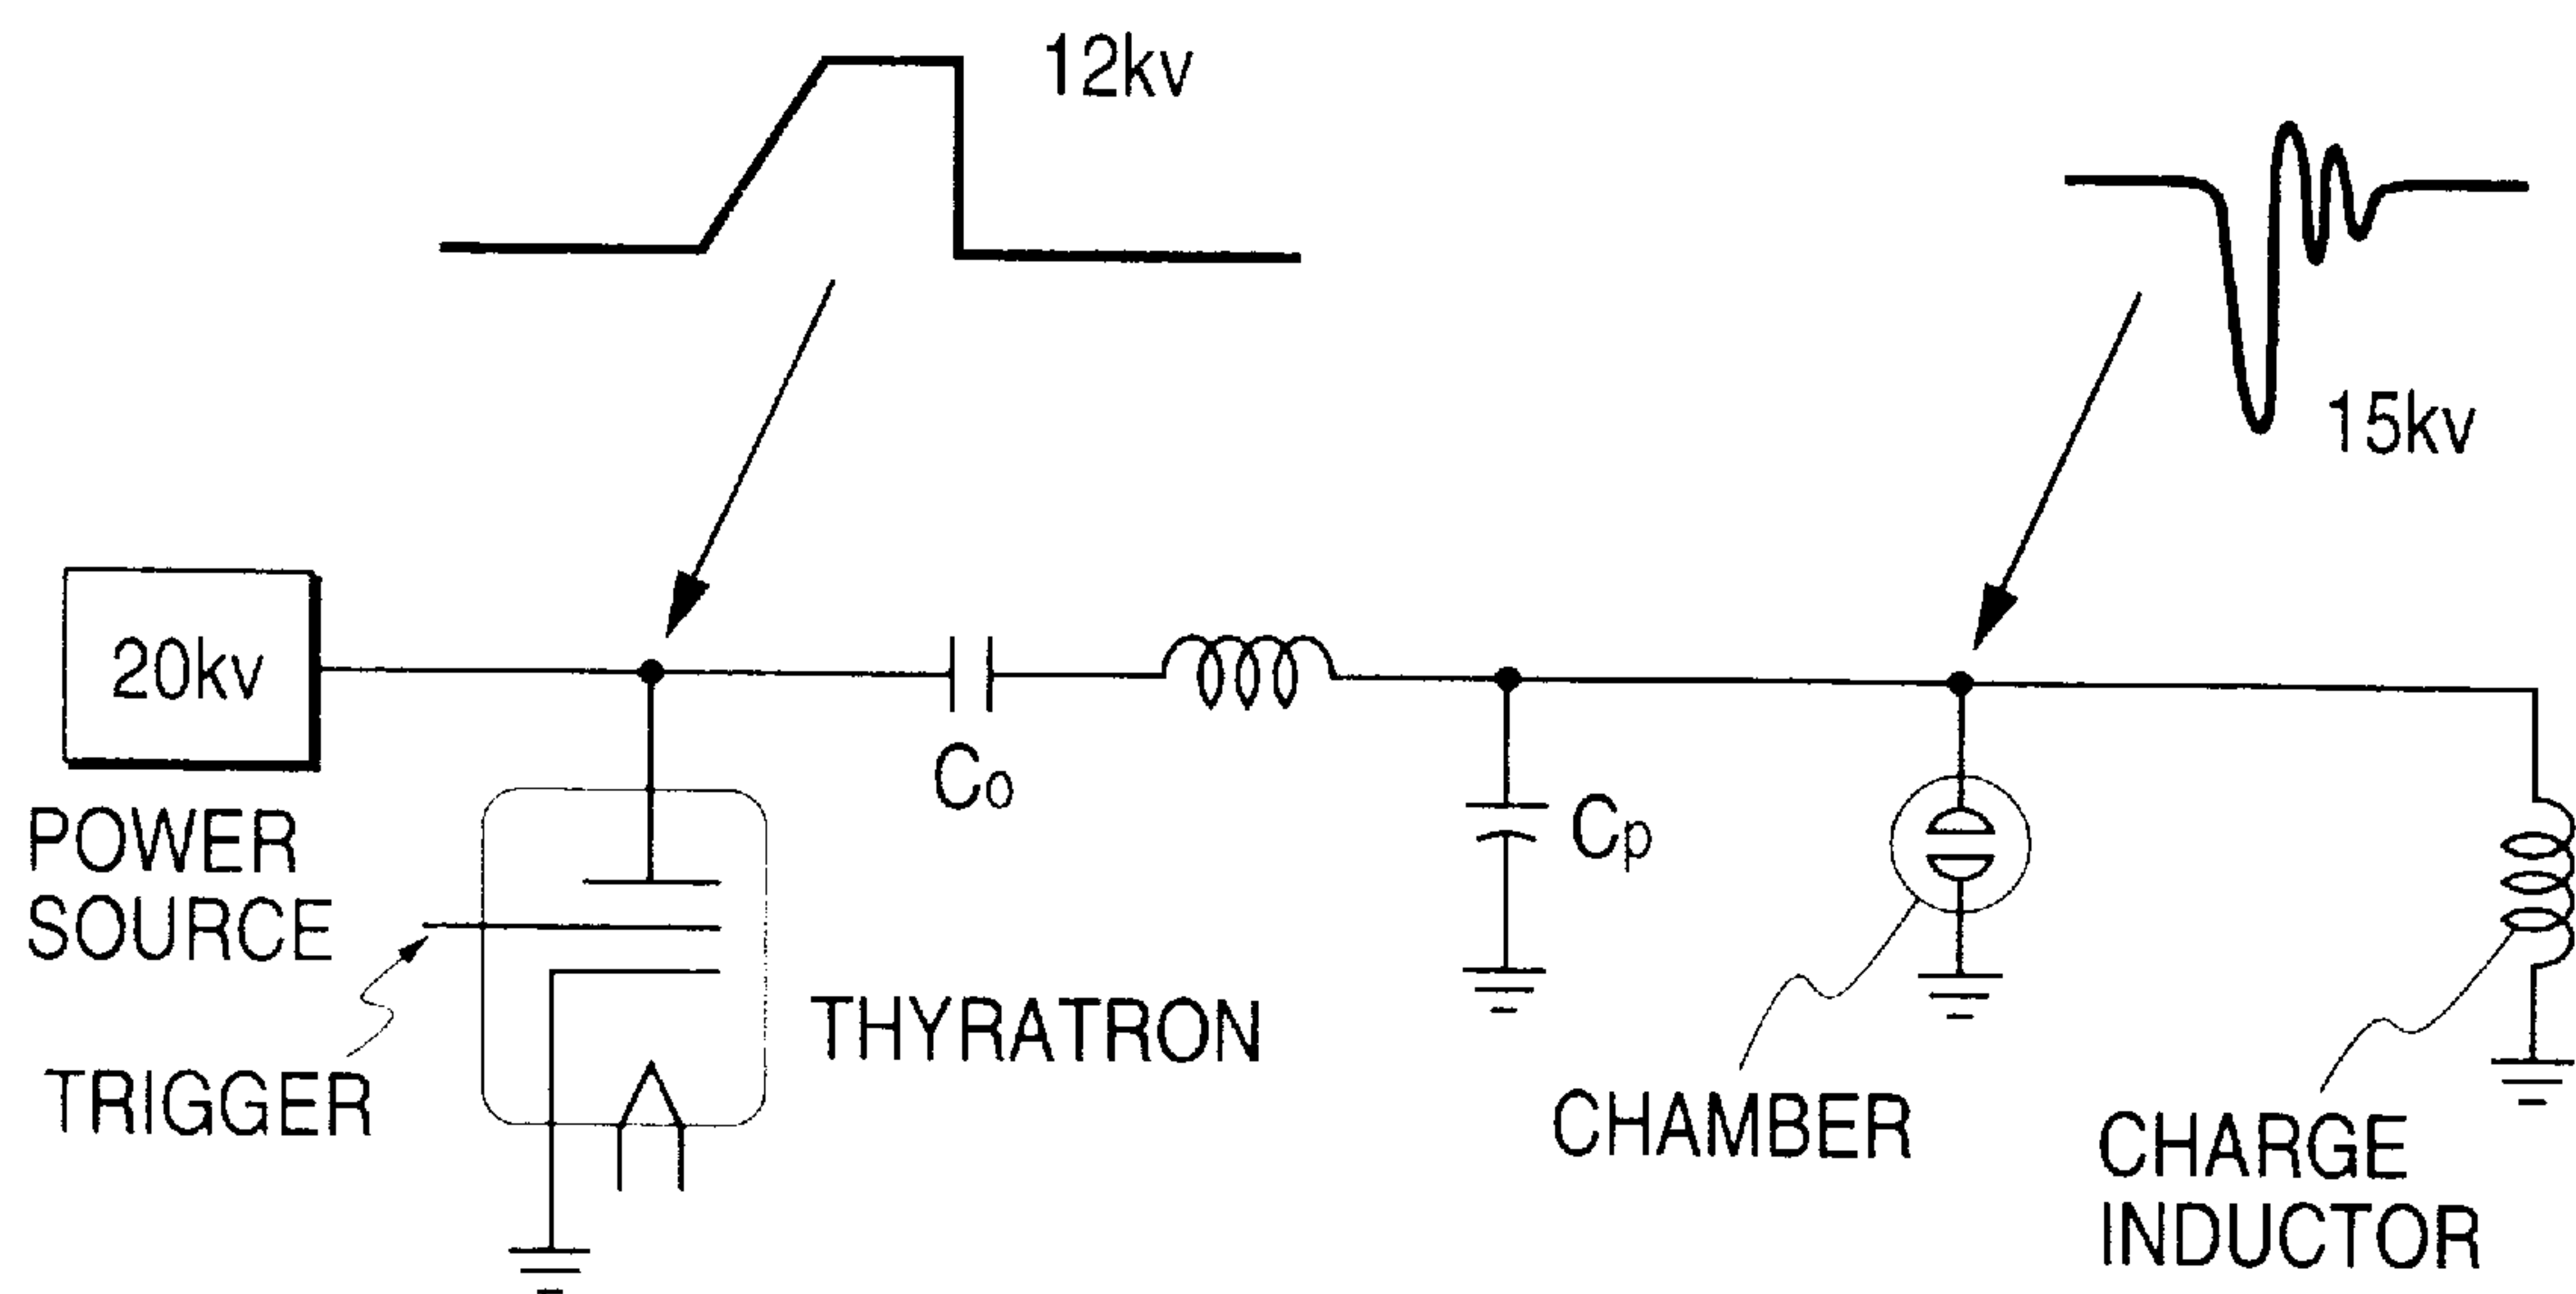 12kv
15kv
20kv
POWER
SOURCE
Co
Cp
TRIGGER
THYRATRON
CHAMBER
CHARGE
INDUCTOR